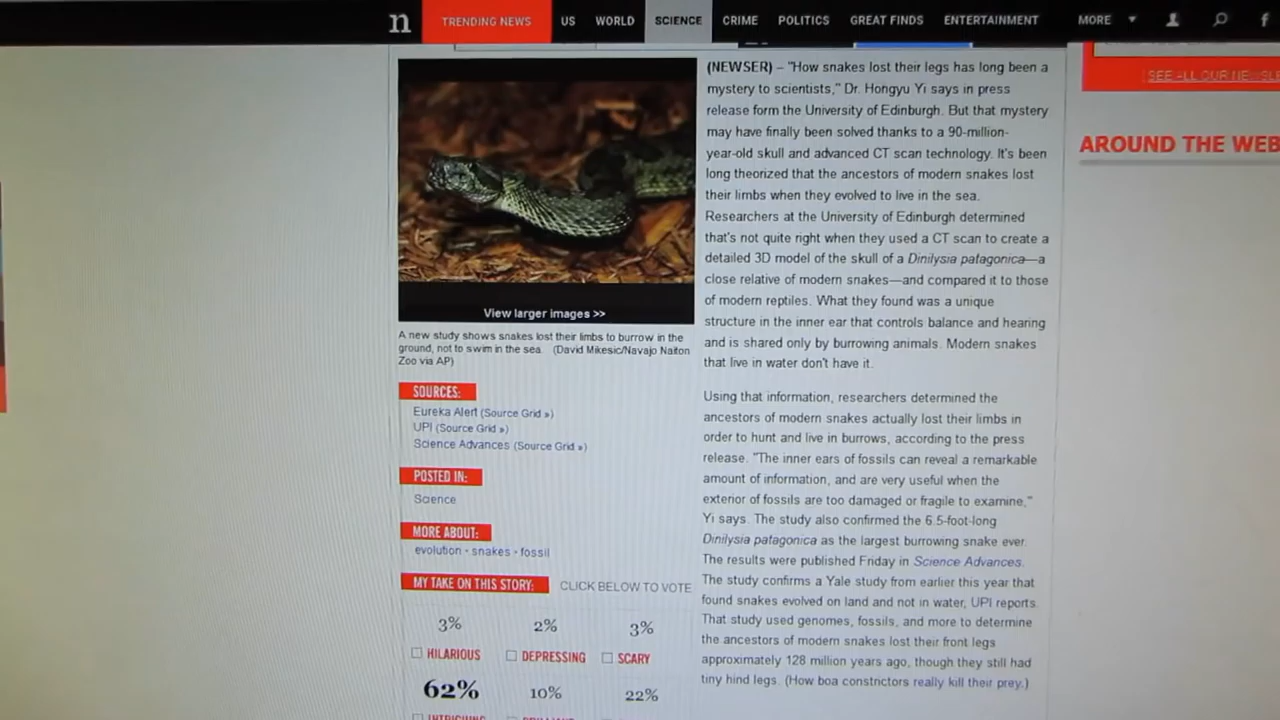 n TRENDING NEWS US WORLD SCIENCE CRIME POLITICS GREAT FINDS ENTERTAINMENT MORE f
SEE ALL OUR
AROUND THE WEB
View larger images >>
A new study shows snakes lost their limbs to burrow in the
ground, not to swim in the sea. (David Mikesic/Navajo Naiton
Zoo via AP)
SOURCES:
Eureka Alert (Source Grid »)
UPI (Source Grid »)
Science Advances (Source Grid »)
POSTED IN:
Science
MORE ABOUT:
evolution · snakes · fossil
MY TAKE ON THIS STORY: CLICK BELOW TO VOTE
3% 2% 3%
HILARIOUS DEPRESSING SCARY
62% 10% 22%
(NEWSER) – "How snakes lost their legs has long been a
mystery to scientists," Dr. Hongyu Yi says in press
release form the University of Edinburgh. But that mystery
may have finally been solved thanks to a 90-million-
year-old skull and advanced CT scan technology. It's been
long theorized that the ancestors of modern snakes lost
their limbs when they evolved to live in the sea.
Researchers at the University of Edinburgh determined
that's not quite right when they used a CT scan to create a
detailed 3D model of the skull of a Dinilysia patagonica—a
close relative of modern snakes—and compared it to those
of modern reptiles. What they found was a unique
structure in the inner ear that controls balance and hearing
and is shared only by burrowing animals. Modern snakes
that live in water don't have it.
Using that information, researchers determined the
ancestors of modern snakes actually lost their limbs in
order to hunt and live in burrows, according to the press
release. "The inner ears of fossils can reveal a remarkable
amount of information, and are very useful when the
exterior of fossils are too damaged or fragile to examine,"
Yi says. The study also confirmed the 6.5-foot-long
Dinilysia patagonica as the largest burrowing snake ever.
The results were published Friday in Science Advances.
The study confirms a Yale study from earlier this year that
found snakes evolved on land and not in water, UPI reports.
That study used genomes, fossils, and more to determine
the ancestors of modern snakes lost their front legs
approximately 128 million years ago, though they still had
tiny hind legs. (How boa constrictors really kill their prey.)